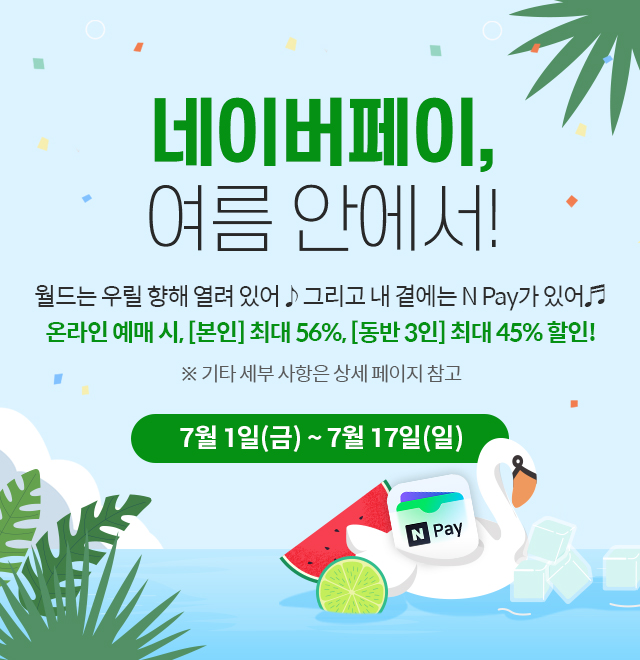 네이버페이,
여름 안에서!
월드는 우릴 향해 열려 있어♪그리고 내 곁에는 N Pay가 있어♬
온라인 예매 시, [본인] 최대 56%, [동반 3인] 최대 45% 할인!
※ 기타 세부 사항은 상세 페이지 참고
7월 1일(금) ~ 7월 17일(일)
N Pay